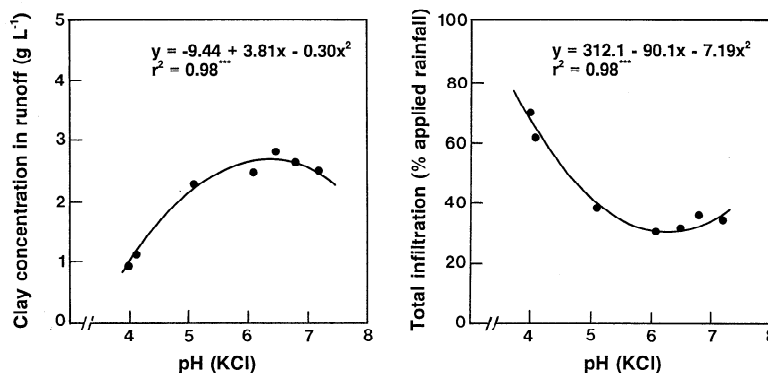 Clay concentration in runoff (g L⁻¹)
5
4
3
2
1
0
y = -9.44 + 3.81x - 0.30x²
r² = 0.98***
4 5 6 7 8
pH (KCl)
Total infiltration (% applied rainfall)
100
80
60
40
20
0
y = 312.1 - 90.1x - 7.19x²
r² = 0.98***
4 5 6 7 8
pH (KCl)